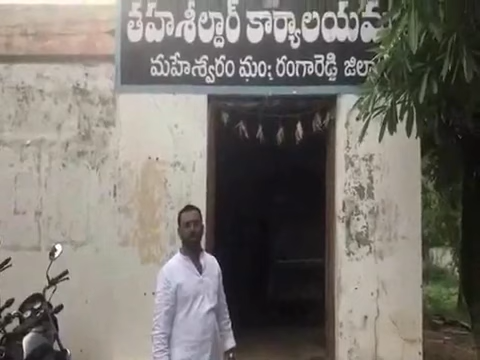 తహశీల్దార్ కార్యాలయము
మహేశ్వరం మం; రంగారెడ్డి జిల్లా